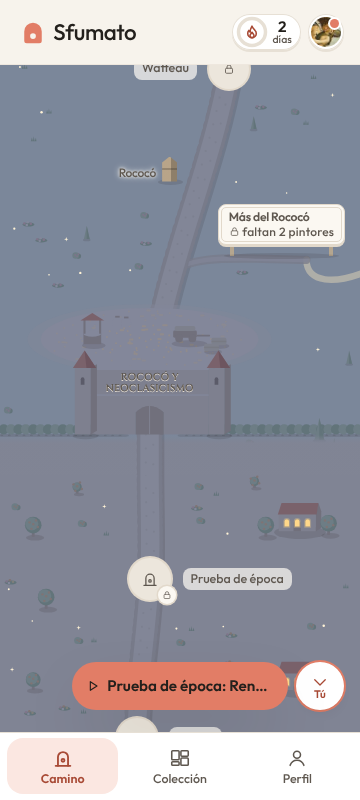 Sfumato
2
días
Watteau
Rococó
Más del Rococó
faltan 2 pintores
ROCOCÓ Y
NEOCLASICISMO
Prueba de época
Prueba de época: Ren...
Tú
Camino
Colección
Perfil